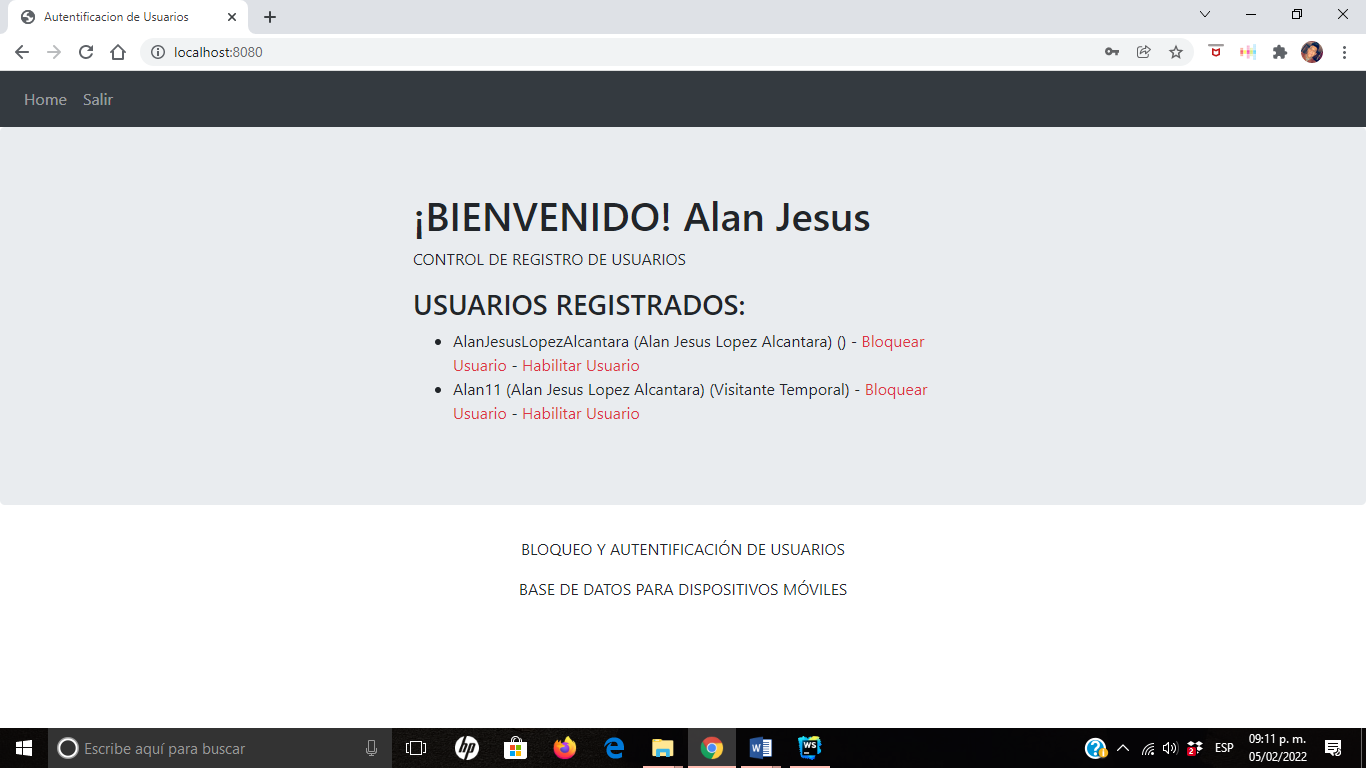 Autentificacion de Usuarios
localhost:8080
Home Salir
¡BIENVENIDO! Alan Jesus
CONTROL DE REGISTRO DE USUARIOS
USUARIOS REGISTRADOS:
AlanJesusLopezAlcantara (Alan Jesus Lopez Alcantara) () - Bloquear
Usuario - Habilitar Usuario
Alan11 (Alan Jesus Lopez Alcantara) (Visitante Temporal) - Bloquear
Usuario - Habilitar Usuario
BLOQUEO Y AUTENTIFICACIÓN DE USUARIOS
BASE DE DATOS PARA DISPOSITIVOS MÓVILES
Escribe aquí para buscar
hp
W
WS
2
ESP
09:11 p. m.
05/02/2022